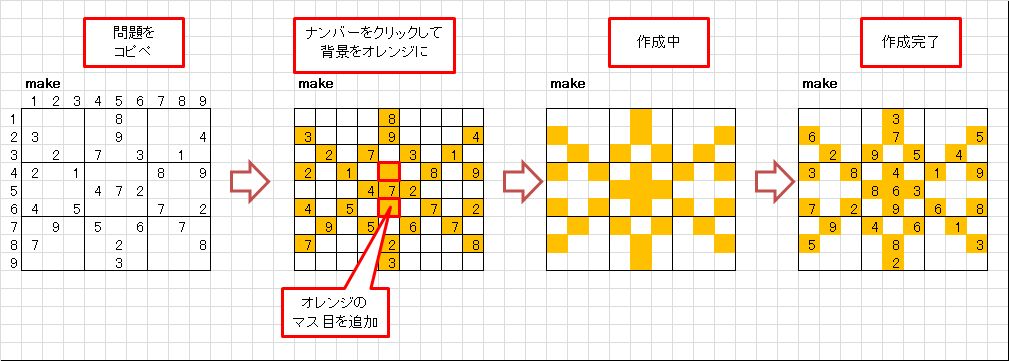 問題を
コピペ
make
1 2 3 4 5 6 7 8 9
1 8
2 3 9 4
3 2 7 3 1
4 2 1 8 9
5 4 7 2
6 4 5 7 2
7 9 5 6 7
8 7 2 8
9 3
ナンバーをクリックして
背景をオレンジに
make
8
3 9 4
2 7 3 1
2 1 8 9
4 7 2
4 5 7 2
9 5 6 7
7 2 8
3
オレンジの
マス目を追加
作成中
make
作成完了
make
3
6 7 5
2 9 5 4
3 8 4 1 9
8 6 3
7 2 9 6 8
9 4 6 1
5 8 3
2